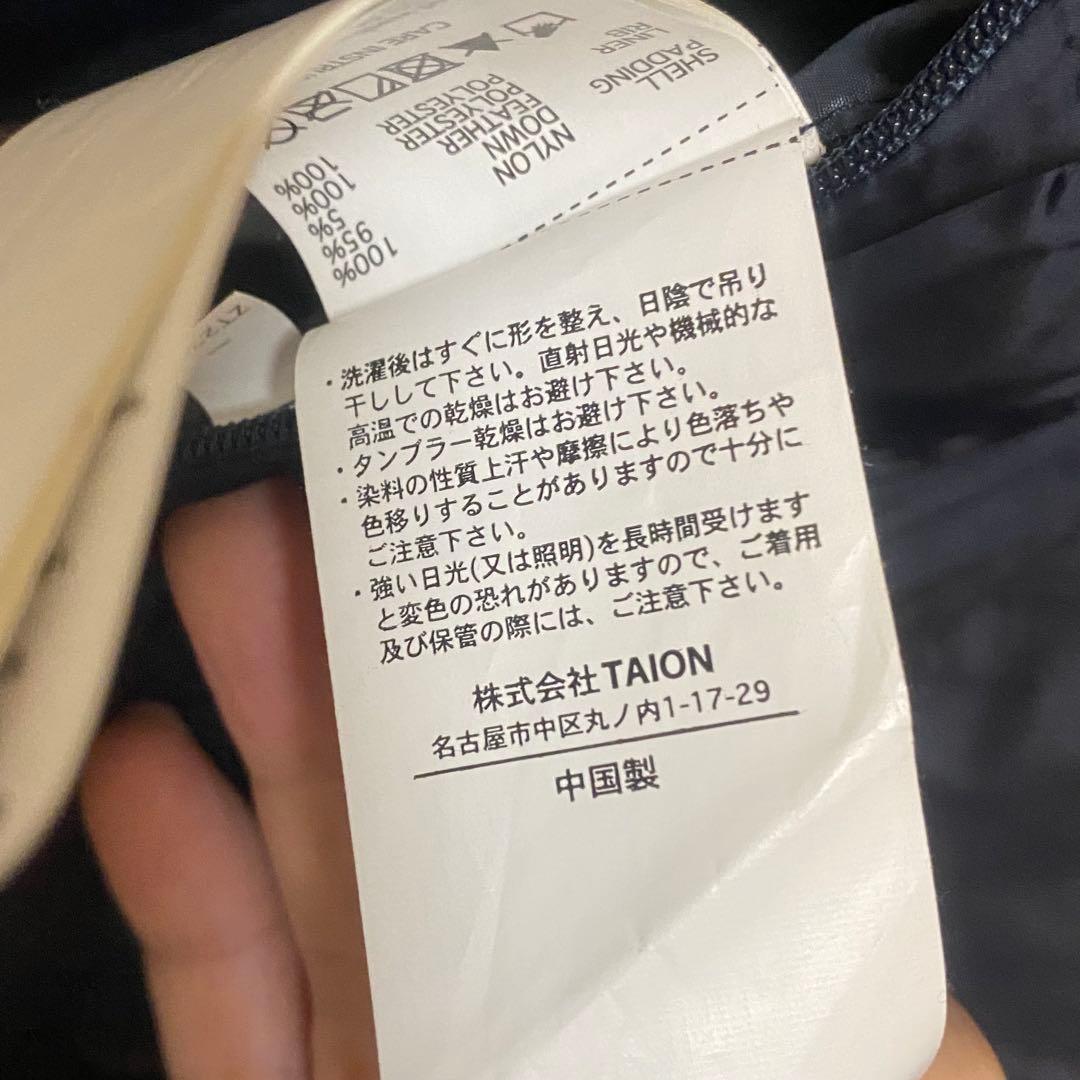 CARE INSTRU
SHELL
PADDING
LINER
RIB
NYLON 100%
DOWN 95%
FEATHER 5%
POLYESTER 100%
POLYESTER 100%
・洗濯後はすぐに形を整え、日陰で吊り
干しして下さい。直射日光や機械的な
高温での乾燥はお避け下さい。
・タンブラー乾燥はお避け下さい。
・染料の性質上汗や摩擦により色落ちや
色移りすることがありますので十分に
ご注意下さい。
・強い日光(又は照明)を長時間受けます
と変色の恐れがありますので、ご着用
及び保管の際には、ご注意下さい。
株式会社TAION
名古屋市中区丸ノ内1-17-29
中国製